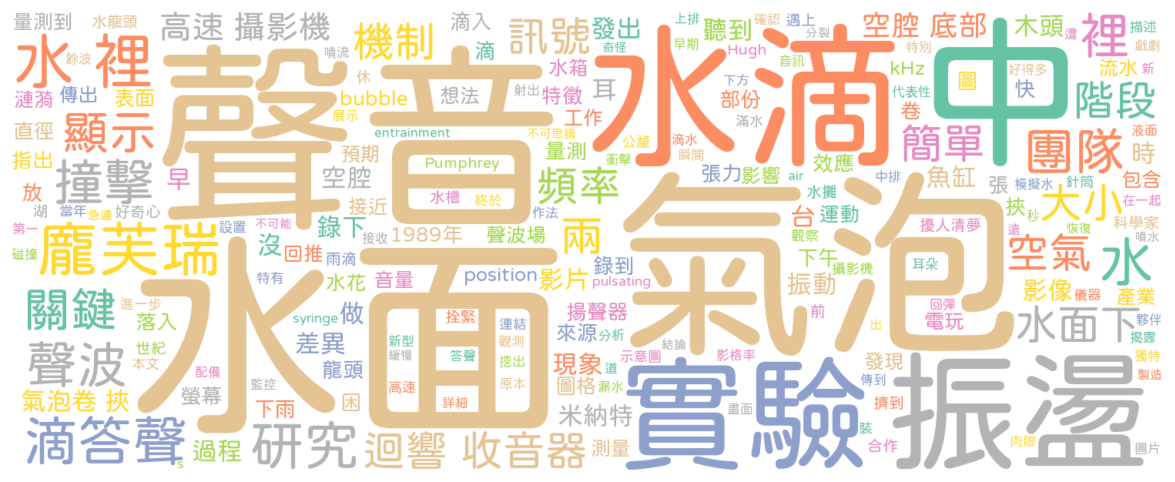 量測到
水龍頭
高速 攝影機
機制
滴入
訊號
發出
上排
聽到
早期
確認
遇上
分裂
空腔 底部
特別
木頭
遭
裡
描述
戲劇
水 裡
餘波
噴流
聲音
滴
奇怪
水滴
Hugh
音訊
kHz
中
圖
好得多
快
流水
新
漣漪
傳出
表面
休
展示
bubble
想法
射出
水箱
特徵
耳
下方
部份
滿水
代表性
卷
階段
直徑
顯示
entrainment
不可思議
工作
公釐
滴水
簡單
團隊
液面
時
指出
撞擊
早
預期
空腔
Pumphrey
量測
衝擊
瞬間
效應
張力
影響
air
中排
魚缸
張
模擬水
針筒
包含
放
水槽
終於
頻率
水攤
挾
秒
大小
在一起
湖
當年
急遽
好奇心
設置
不可能
接近
作法
氣泡
台
運動
擾人清夢
遠
恢復
科學家
第一
龐芙瑞
錄下
接收
1989年
聲波場
兩
觀察
噴水
碰撞
沒
回推
雨滴
水面
下午
攝影機
耳朵
空氣
水
特有
水花
音量
position
影片
錄到
pulsating
振動
影像
儀器
產業
關鍵
進一步
落入
syringe
做
拴緊
連結
揚聲器
前
回彈
電玩
水面下
夥伴
世紀
差異
新型
觀測
來源
分析
出
揭露
聲波
本文
龍頭
緩慢
答聲
挖出
現象
道
結論
示意圖
影格率
發現
獨特
配備
監控
螢幕
高速
原本
圖格
漏水
實驗
傳到
製造
氣泡卷 挾
下雨
困
詳細
米納特
畫面
擠到
振盪
滴答聲
過程
s
研究
迴響 收音器
測量
裝
合作
肉眼
圖片